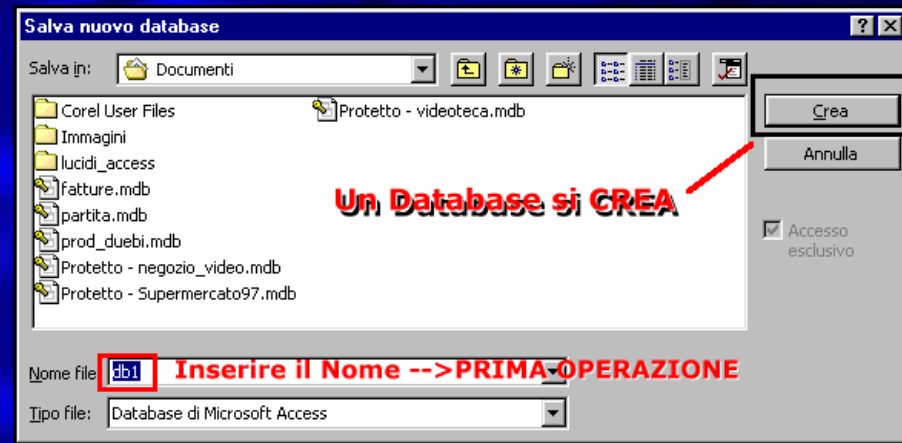 Salva nuovo database
Salva in: Documenti
Corel User Files
Immagini
lucidi_access
fatture.mdb
partita.mdb
prod_duebi.mdb
Protetto - negozio_video.mdb
Protetto - Supermercato97.mdb
Protetto - videoteca.mdb
Un Database si CREA
Crea
Annulla
Accesso
esclusivo
Nome file db1 Inserire il Nome -->PRIMA OPERAZIONE
Tipo file: Database di Microsoft Access